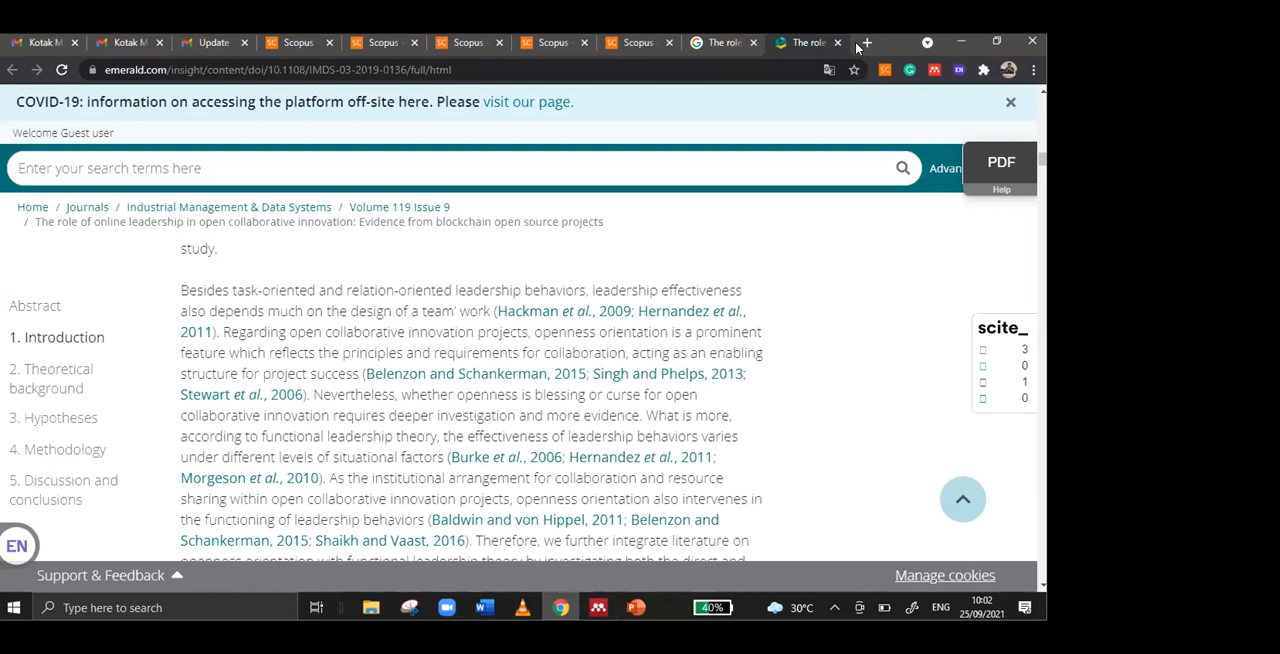 Kotak M
Kotak M
Update
Scopus
Scopus
Scopus
Scopus
Scopus
The role
The role
emerald.com/insight/content/doi/10.1108/IMDS-03-2019-0136/full/html
COVID-19: information on accessing the platform off-site here. Please visit our page.
Welcome Guest user
Enter your search terms here
Advan
PDF
Help
Home / Journals / Industrial Management & Data Systems / Volume 119 Issue 9
/ The role of online leadership in open collaborative innovation: Evidence from blockchain open source projects
Abstract
1. Introduction
2. Theoretical
background
3. Hypotheses
4. Methodology
5. Discussion and
conclusions
study.
Besides task-oriented and relation-oriented leadership behaviors, leadership effectiveness
also depends much on the design of a team' work (Hackman et al., 2009; Hernandez et al.,
2011). Regarding open collaborative innovation projects, openness orientation is a prominent
feature which reflects the principles and requirements for collaboration, acting as an enabling
structure for project success (Belenzon and Schankerman, 2015; Singh and Phelps, 2013;
Stewart et al., 2006). Nevertheless, whether openness is blessing or curse for open
collaborative innovation requires deeper investigation and more evidence. What is more,
according to functional leadership theory, the effectiveness of leadership behaviors varies
under different levels of situational factors (Burke et al., 2006; Hernandez et al., 2011;
Morgeson et al., 2010). As the institutional arrangement for collaboration and resource
sharing within open collaborative innovation projects, openness orientation also intervenes in
the functioning of leadership behaviors (Baldwin and von Hippel, 2011; Belenzon and
Schankerman, 2015; Shaikh and Vaast, 2016). Therefore, we further integrate literature on
openness orientation with functional leadership theory by investigating both the direct and
scite_
3
0
1
0
EN
Support & Feedback
Manage cookies
Type here to search
40%
30°C
ENG
10:02
25/09/2021